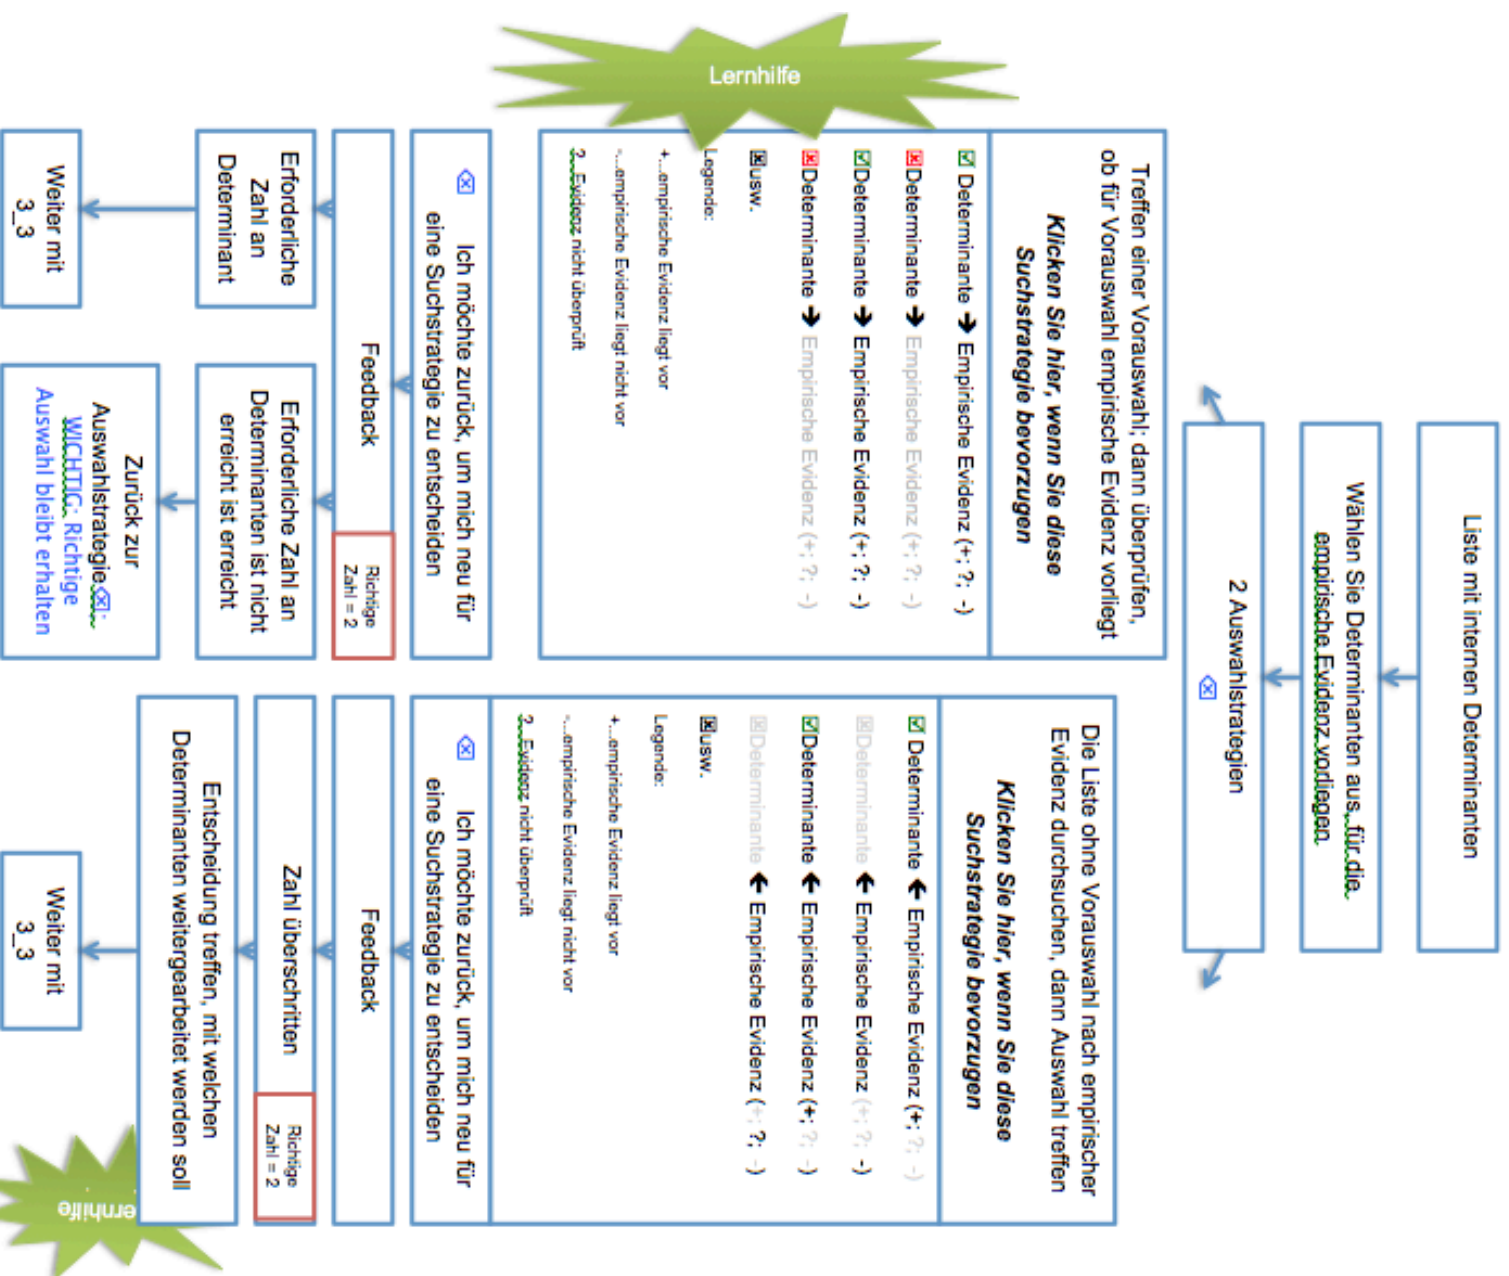 Liste mit internen Determinanten
Wählen Sie Determinanten aus, für die
empirische Evidenz vorliegen.
2 Auswahlstrategien
Treffen einer Vorauswahl; dann überprüfen,
ob für Vorauswahl empirische Evidenz vorliegt
Klicken Sie hier, wenn Sie diese
Suchstrategie bevorzugen
☑ Determinante → Empirische Evidenz (+; ?; -)
☒Determinante → Empirische Evidenz (+; ?; -)
☑Determinante → Empirische Evidenz (+; ?; -)
☒Determinante → Empirische Evidenz (+; ?; -)
☒usw.
Legende:
+...empirische Evidenz liegt vor
-...empirische Evidenz liegt nicht vor
?...Evidenz nicht überprüft
Lernhilfe
Ich möchte zurück, um mich neu für
eine Suchstrategie zu entscheiden
Feedback
Richtige
Zahl = 2
Erforderliche
Zahl an
Determinant
Weiter mit
3_3
Erforderliche Zahl an
Determinanten ist nicht
erreicht ist erreicht
Zurück zur
Auswahlstrategie⌫:
WICHTIG: Richtige
Auswahl bleibt erhalten
Die Liste ohne Vorauswahl nach empirischer
Evidenz durchsuchen, dann Auswahl treffen
Klicken Sie hier, wenn Sie diese
Suchstrategie bevorzugen
☑ Determinante ← Empirische Evidenz (+; ?; -)
☒Determinante ← Empirische Evidenz (+; ?; -)
☑Determinante ← Empirische Evidenz (+; ?; -)
☒Determinante ← Empirische Evidenz (+; ?; -)
☒usw.
Legende:
+...empirische Evidenz liegt vor
-...empirische Evidenz liegt nicht vor
?...Evidenz nicht überprüft
Ich möchte zurück, um mich neu für
eine Suchstrategie zu entscheiden
Feedback
Zahl überschritten
Richtige
Zahl = 2
Entscheidung treffen, mit welchen
Determinanten weitergearbeitet werden soll
Weiter mit
3_3
ernhilfe